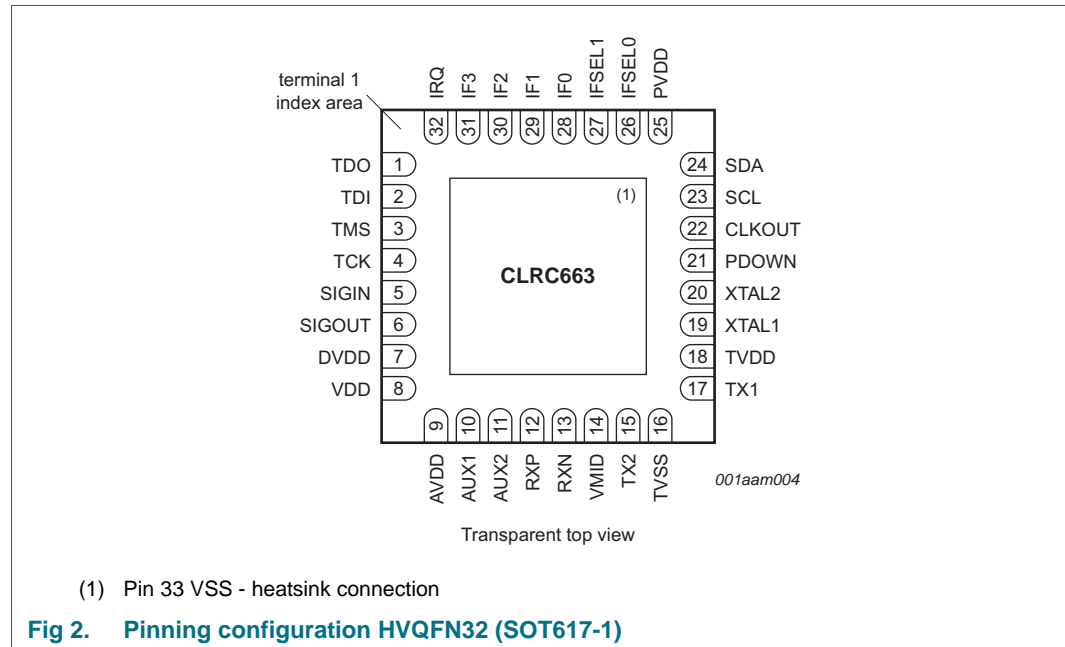 IRQ
IF3
IF2
IF1
IF0
IFSEL1
IFSEL0
PVDD
terminal 1
index area
32 31 30 29 28 27 26 25
TDO 1
24 SDA
TDI 2
(1)
23 SCL
TMS 3
22 CLKOUT
TCK 4
CLRC663
21 PDOWN
SIGIN 5
20 XTAL2
SIGOUT 6
19 XTAL1
DVDD 7
18 TVDD
VDD 8
17 TX1
9 10 11 12 13 14 15 16
AVDD
AUX1
AUX2
RXP
RXN
VMID
TX2
TVSS
001aam004
Transparent top view
(1) Pin 33 VSS - heatsink connection
Fig 2. Pinning configuration HVQFN32 (SOT617-1)